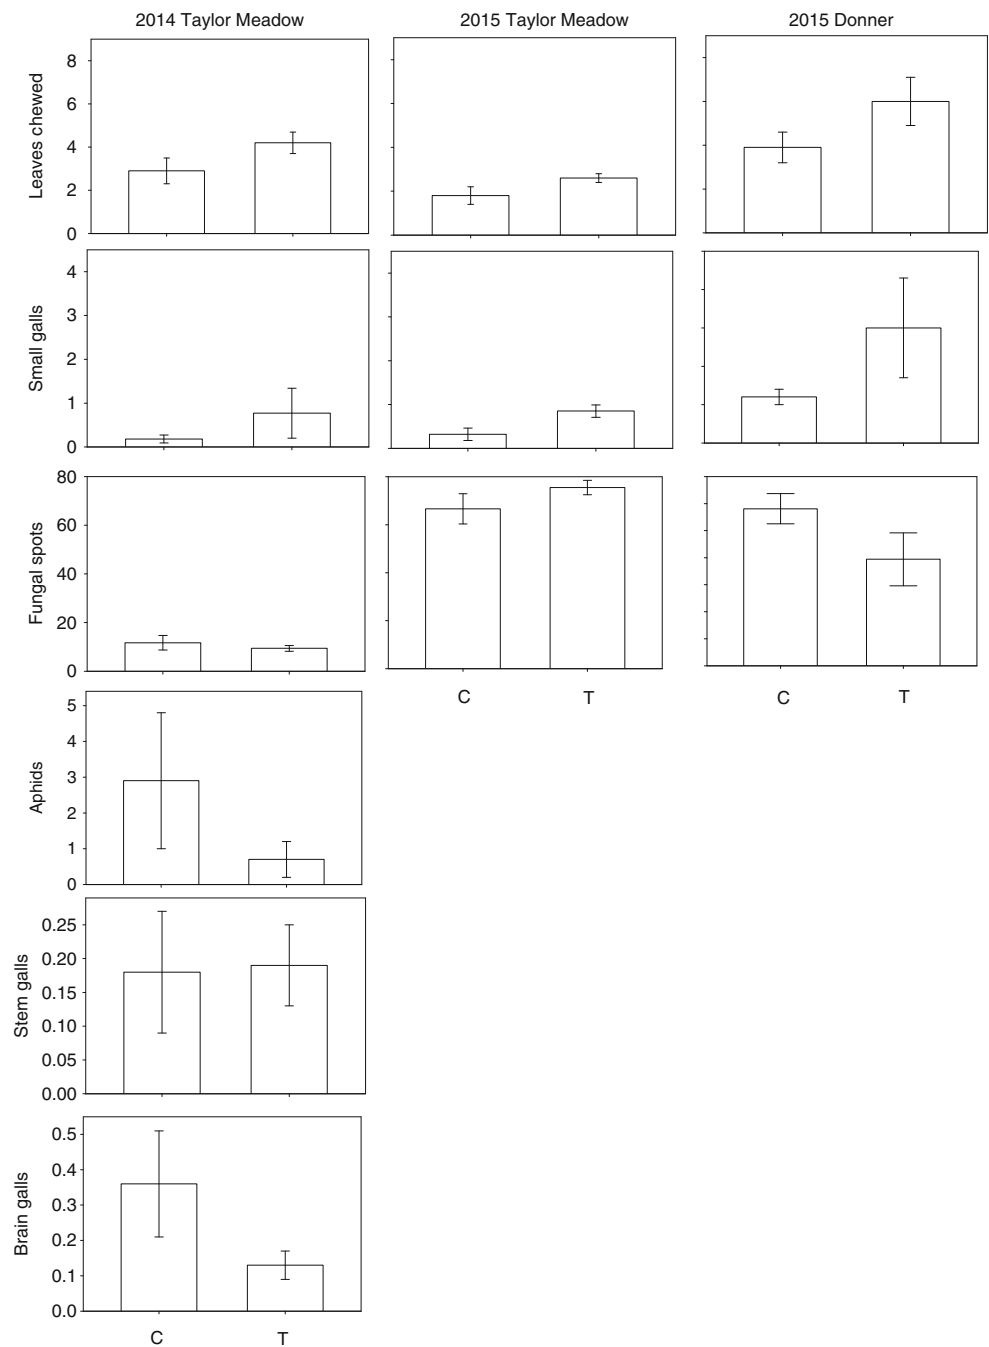 2014 Taylor Meadow
2015 Taylor Meadow
2015 Donner
Leaves chewed
8
6
4
2
0
Small galls
4
3
2
1
0
Fungal spots
80
60
40
20
0
C T
C T
Aphids
5
4
3
2
1
0
Stem galls
0.25
0.20
0.15
0.10
0.05
0.00
Brain galls
0.5
0.4
0.3
0.2
0.1
0.0
C T